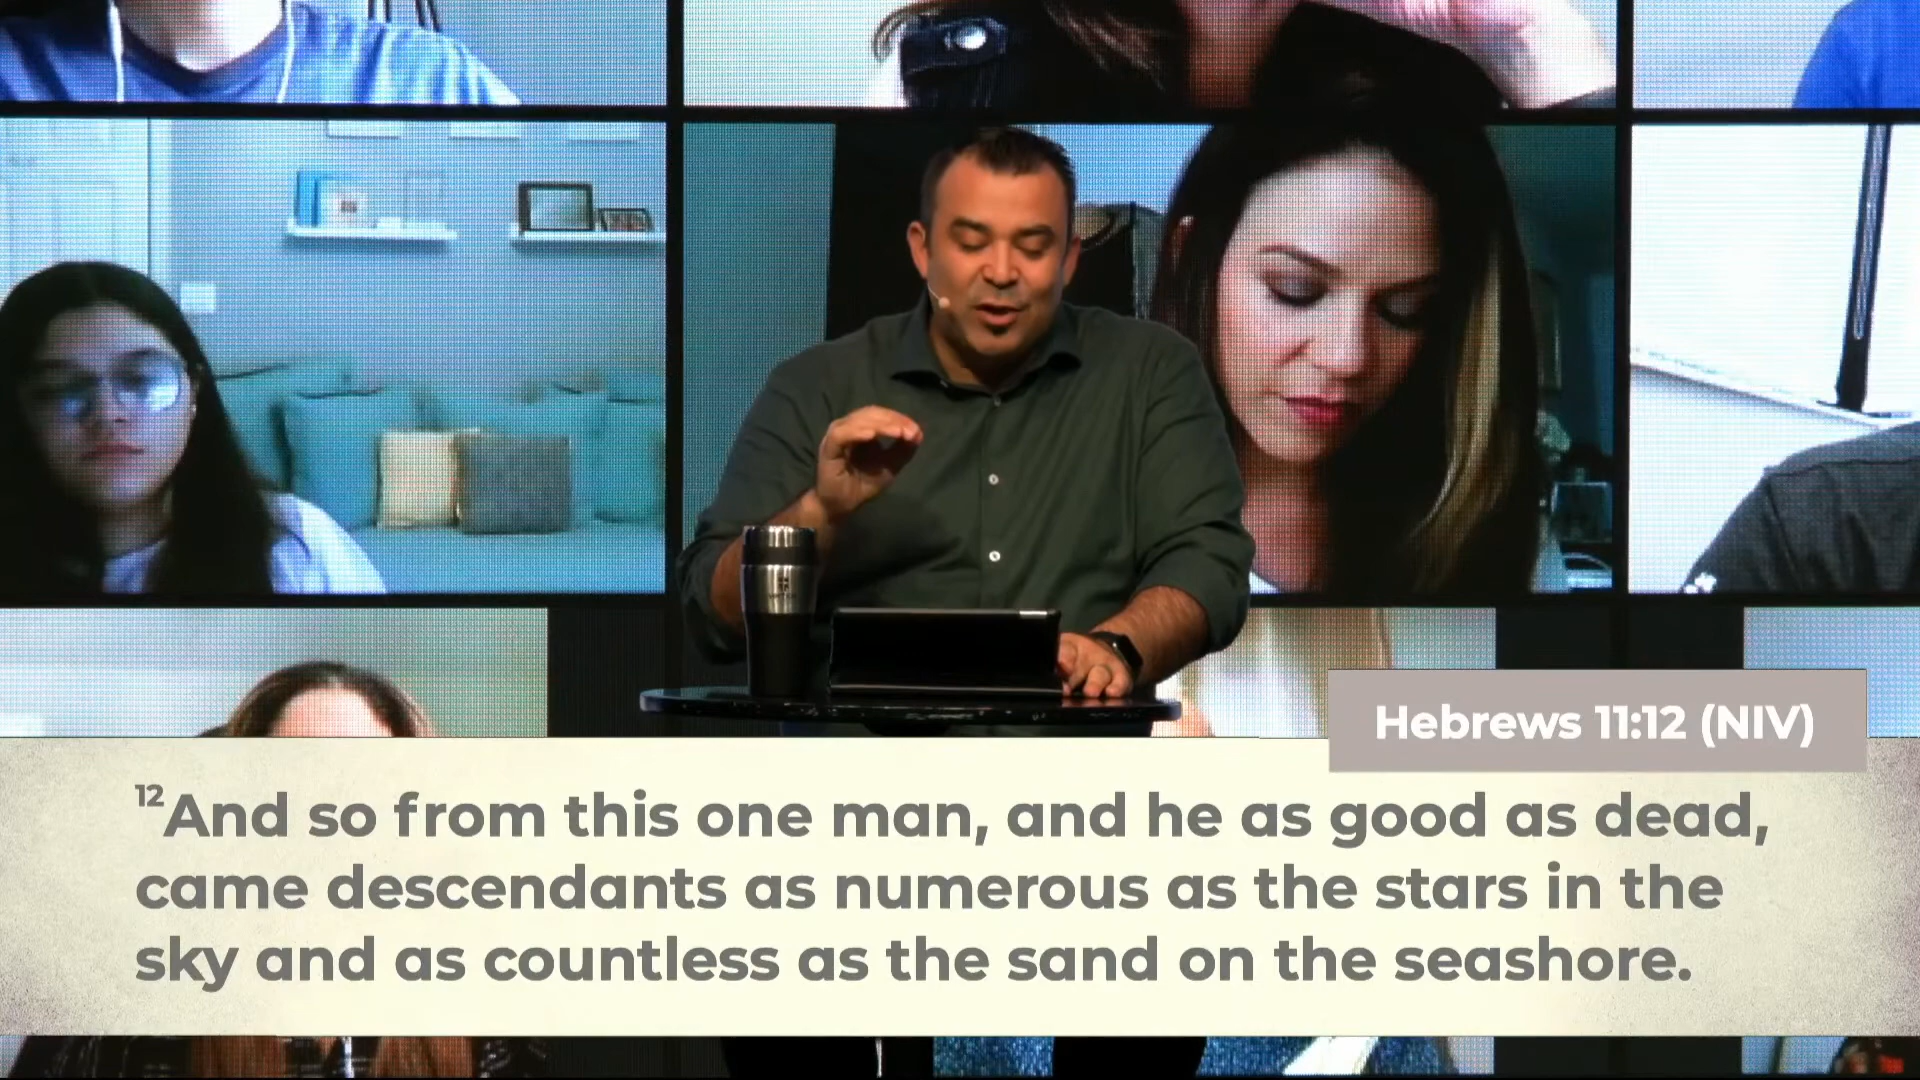 Hebrews 11:12 (NIV)
12And so from this one man, and he as good as dead,
came descendants as numerous as the stars in the
sky and as countless as the sand on the seashore.